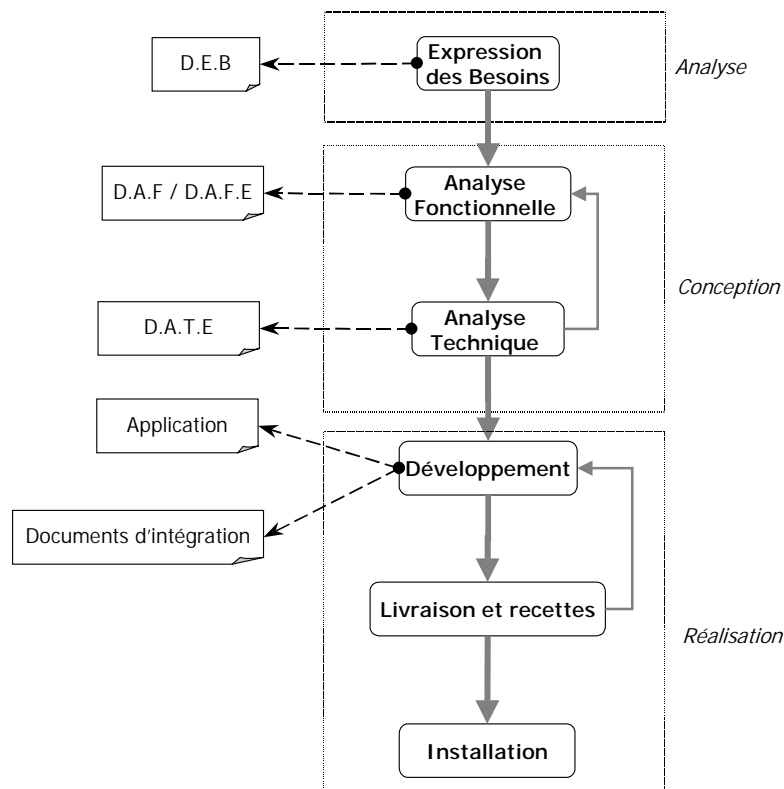 D.E.B
Expression
des Besoins
Analyse
D.A.F / D.A.F.E
Analyse
Fonctionnelle
Conception
D.A.T.E
Analyse
Technique
Application
Développement
Documents d'intégration
Livraison et recettes
Réalisation
Installation